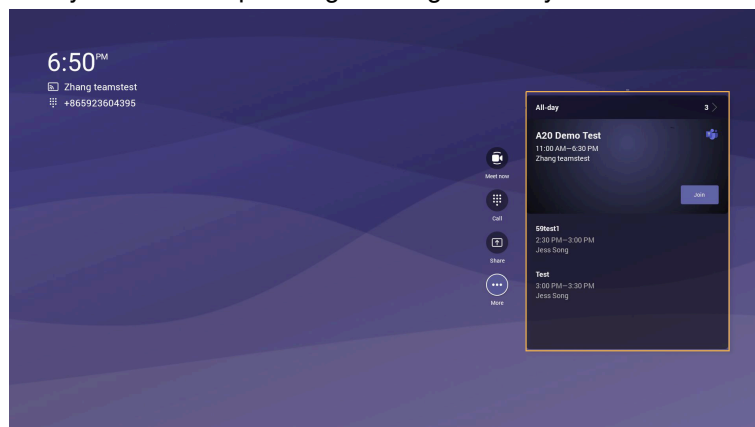 6:50PM
Zhang teamstest
+865923604395
Meet now
Call
Share
More
All-day 3
A20 Demo Test
11:00 AM—6:30 PM
Zhang teamstest
Join
59test1
2:30 PM—3:00 PM
Jess Song
Test
3:00 PM—3:30 PM
Jess Song